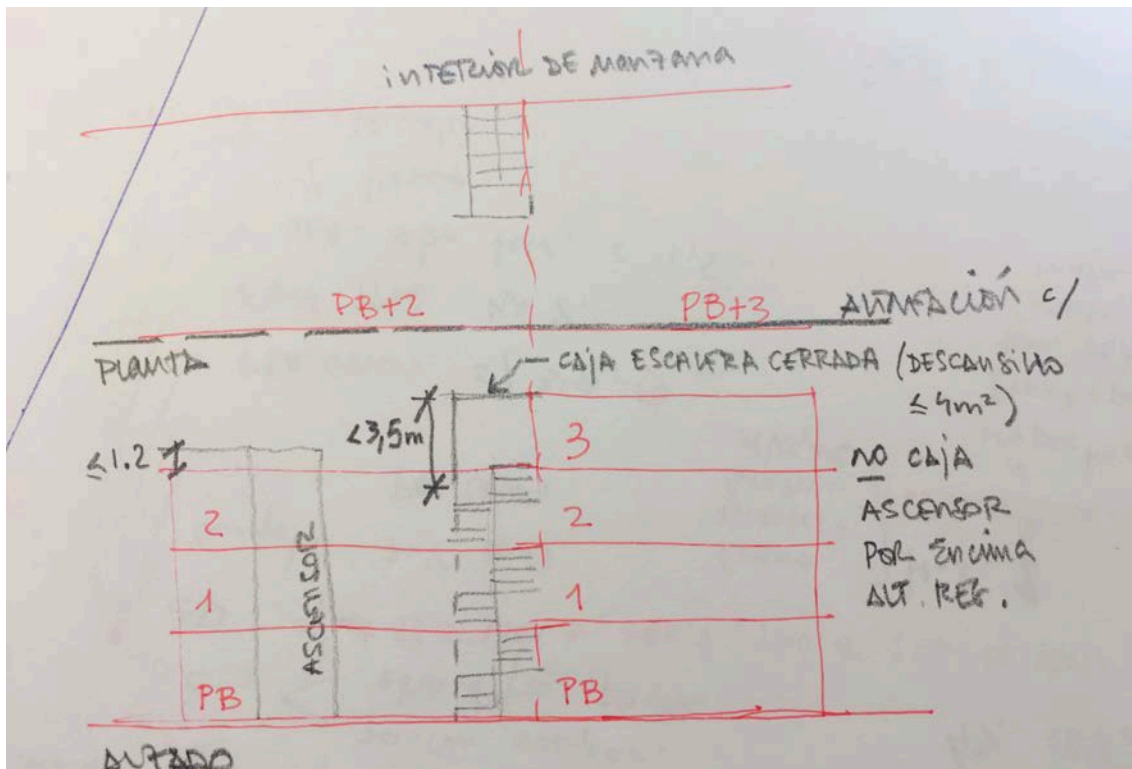 INTERIOR DE MANZANA
PB+2
PB+3
ALINEACIÓN C/
PLANTA
CAJA ESCALERA CERRADA (DESCANSILLO
≤ 4m²)
<3,5m
≤1.2
3
NO CAJA
ASCENSOR
POR ENCIMA
ALT. REG.
2
2
1
1
ASCENSOR
PB
PB
ALZADO